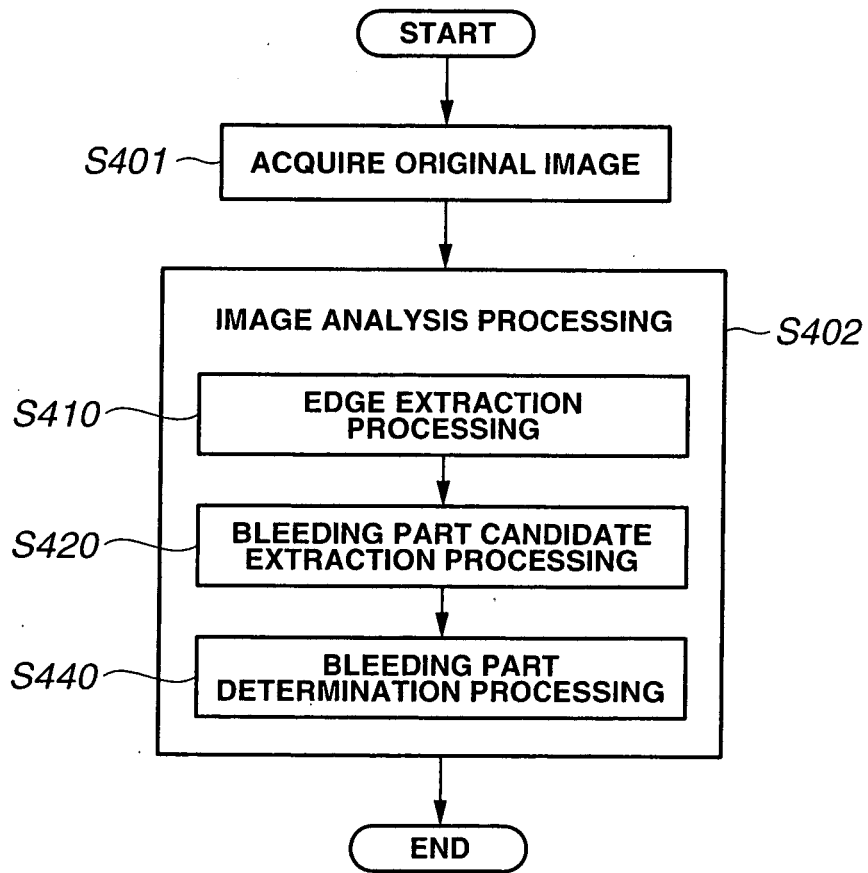 START
S401
ACQUIRE ORIGINAL IMAGE
IMAGE ANALYSIS PROCESSING
S402
S410
EDGE EXTRACTION
PROCESSING
S420
BLEEDING PART CANDIDATE
EXTRACTION PROCESSING
S440
BLEEDING PART
DETERMINATION PROCESSING
END